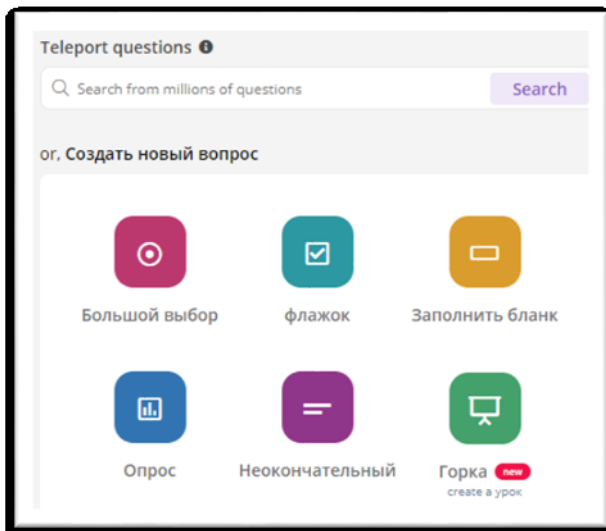 Teleport questions
Search from millions of questions
Search
or, Создать новый вопрос
Большой выбор
флажок
Заполнить бланк
Опрос
Неокончательный
Горка new
create a урок